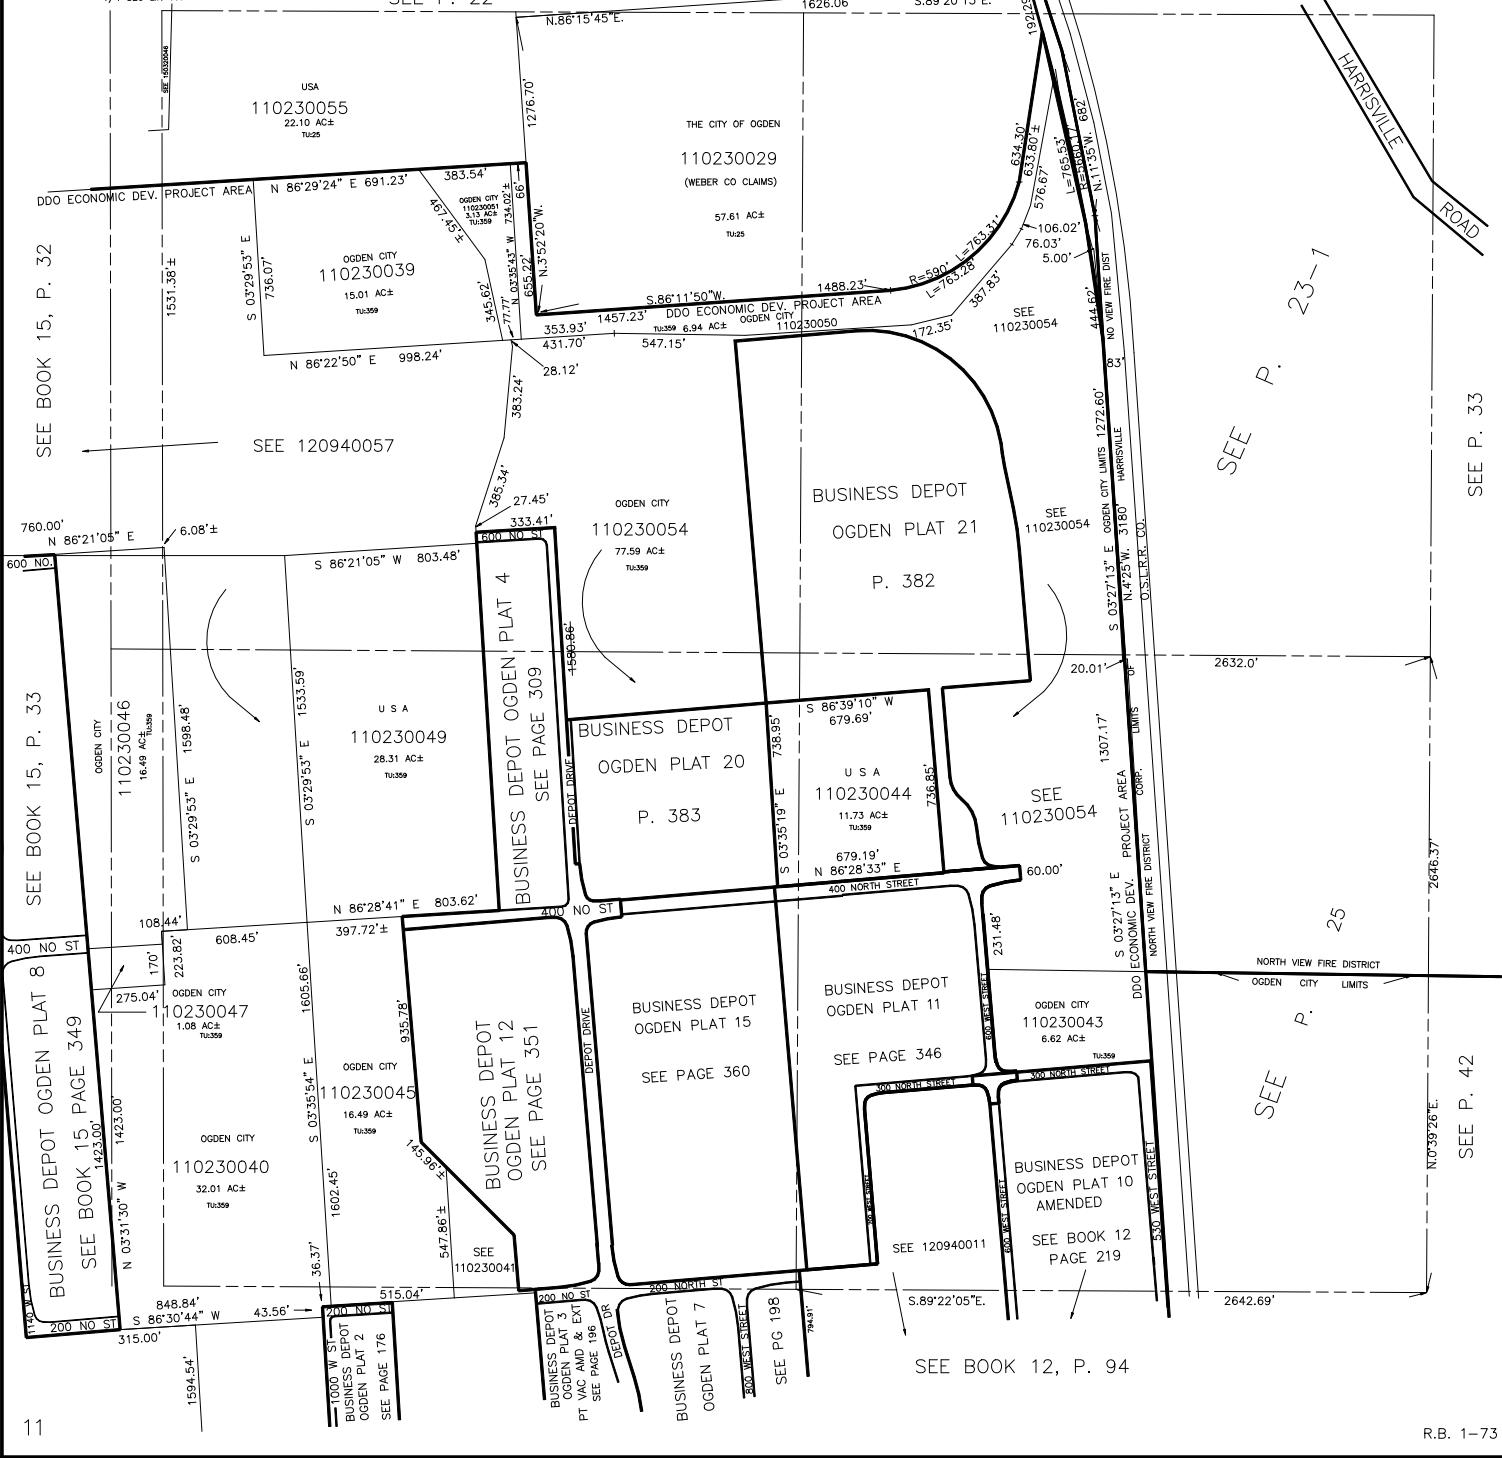 SEE P. 22
N.86°15'45"E.
1626.06
S.89°20'15"E.
192.29
SEE 150320046
USA
110230055
22.10 AC±
TU:25
1276.70'
THE CITY OF OGDEN
110230029
(WEBER CO CLAIMS)
57.61 AC±
TU:25
HARRISVILLE
ROAD
634.30'
633.80'±
576.67'
L=765.53'
N.11°35'W. 682'
106.02'
76.03'
5.00'
DDO ECONOMIC DEV. PROJECT AREA
N 86°29'24" E 691.23'
383.54'
467.45'±
OGDEN CITY
110230051
3.13 AC±
TU:359
66'
734.02'±
N 03°35'43" W
655.22'
N.3°52'20"W.
77.77'
345.62'
SEE BOOK 15, P. 32
1531.38'±
S 03°29'53" E
736.07'
OGDEN CITY
110230039
15.01 AC±
TU:359
N 86°22'50" E 998.24'
S.86°11'50"W.
1488.23'
R=590'
L=763.31'
L=763.28'
387.83'
DDO ECONOMIC DEV. PROJECT AREA
1457.23'
353.93'
431.70'
547.15'
TU:359 6.94 AC±
OGDEN CITY
110230050
172.35'
28.12'
SEE
110230054
444.62'
NO VIEW FIRE DIST
83'
SEE P. 23-1
SEE P. 33
383.24'
SEE 120940057
385.34'
27.45'
333.41'
600 NO ST
OGDEN CITY
110230054
77.59 AC±
TU:359
BUSINESS DEPOT
OGDEN PLAT 21
P. 382
SEE
110230054
S 03°27'13" E OGDEN CITY LIMITS 1272.60'
HARRISVILLE
N.4°25'W. 3180'
O.S.L.R.R. CO.
760.00'
N 86°21'05" E
6.08'±
600 NO.
S 86°21'05" W 803.48'
BUSINESS DEPOT OGDEN PLAT 4
SEE PAGE 309
1580.86'
20.01'
2632.0'
SEE BOOK 15, P. 33
OGDEN CITY
110230046
16.49 AC±
TU:359
1598.48'
S 03°29'53" E
1533.59'
S 03°29'53" E
U S A
110230049
28.31 AC±
TU:359
BUSINESS DEPOT
OGDEN PLAT 20
P. 383
DEPOT DRIVE
738.95'
S 03°35'19" E
S 86°39'10" W
679.69'
U S A
110230044
11.73 AC±
TU:359
736.85'
679.19'
N 86°28'33" E
400 NORTH STREET
60.00'
SEE
110230054
1307.17'
CORP. LIMITS OF
S 03°27'13" E
DDO ECONOMIC DEV. PROJECT AREA
NORTH VIEW FIRE DISTRICT
2646.37'
N 86°28'41" E 803.62'
400 NO ST
108.44'
608.45'
397.72'±
400 NO ST
170'
223.82'
275.04'
OGDEN CITY
110230047
1.08 AC±
TU:359
BUSINESS DEPOT OGDEN PLAT 8
SEE BOOK 15 PAGE 349
1423.00'
1423.00'
N 03°31'30" W
1605.66'
S 03°35'54" E
1602.45'
36.37'
OGDEN CITY
110230040
32.01 AC±
TU:359
935.78'
OGDEN CITY
110230045
16.49 AC±
TU:359
145.96'±
547.86'±
BUSINESS DEPOT
OGDEN PLAT 12
SEE PAGE 351
SEE
110230041
DEPOT DRIVE
BUSINESS DEPOT
OGDEN PLAT 15
SEE PAGE 360
BUSINESS DEPOT
OGDEN PLAT 11
SEE PAGE 346
231.48'
600 WEST STREET
OGDEN CITY
110230043
6.62 AC±
TU:359
NORTH VIEW FIRE DISTRICT
OGDEN CITY LIMITS
SEE P. 25
300 NORTH STREET
300 NORTH STREET
600 WEST STREET
530 WEST STREET
BUSINESS DEPOT
OGDEN PLAT 10
AMENDED
SEE BOOK 12
PAGE 219
SEE 120940011
N.0°39'26"E.
SEE P. 42
1140 W ST
200 NO ST
848.84'
S 86°30'44" W
43.56'
315.00'
515.04'
200 NO ST
200 NO ST
200 NORTH ST
S.89°22'05"E.
2642.69'
1594.54'
1000 W ST
BUSINESS DEPOT
OGDEN PLAT 2
SEE PAGE 176
BUSINESS DEPOT
OGDEN PLAT 3
PT VAC AMD & EXT
SEE PAGE 196
DEPOT DR
BUSINESS DEPOT
OGDEN PLAT 7
800 WEST STREET
SEE PG 198
794.91'
SEE BOOK 12, P. 94
11
R.B. 1-73